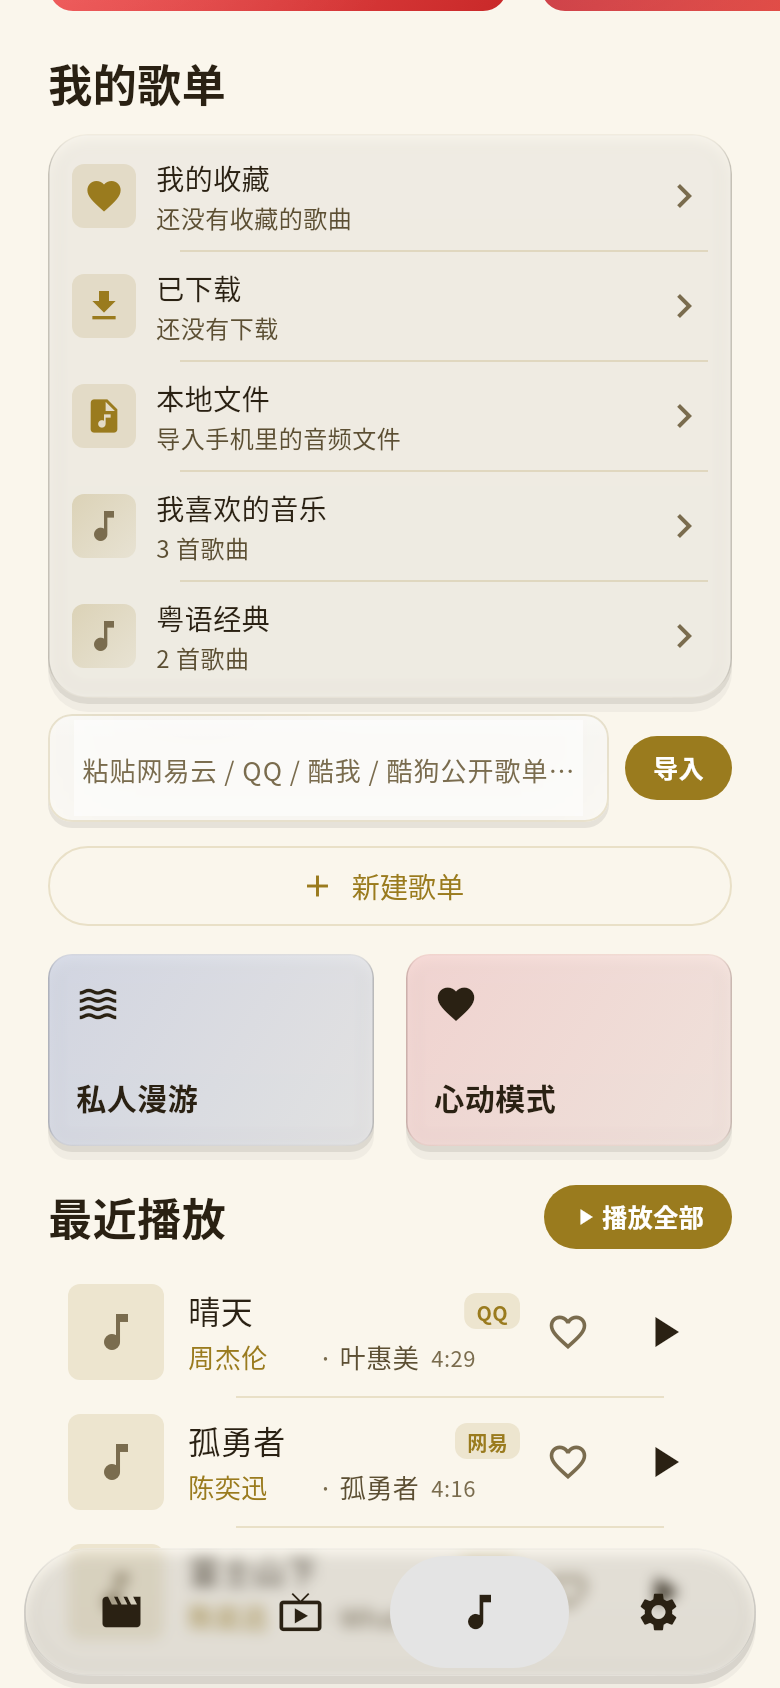 我的歌单
我的收藏
还没有收藏的歌曲
已下载
还没有下载
本地文件
导入手机里的音频文件
我喜欢的音乐
3 首歌曲
粤语经典
2 首歌曲
粘贴网易云 / QQ / 酷我 / 酷狗公开歌单…
导入
新建歌单
私人漫游
心动模式
最近播放
播放全部
晴天
QQ
周杰伦 · 叶惠美 4:29
孤勇者
网易
陈奕迅 · 孤勇者 4:16